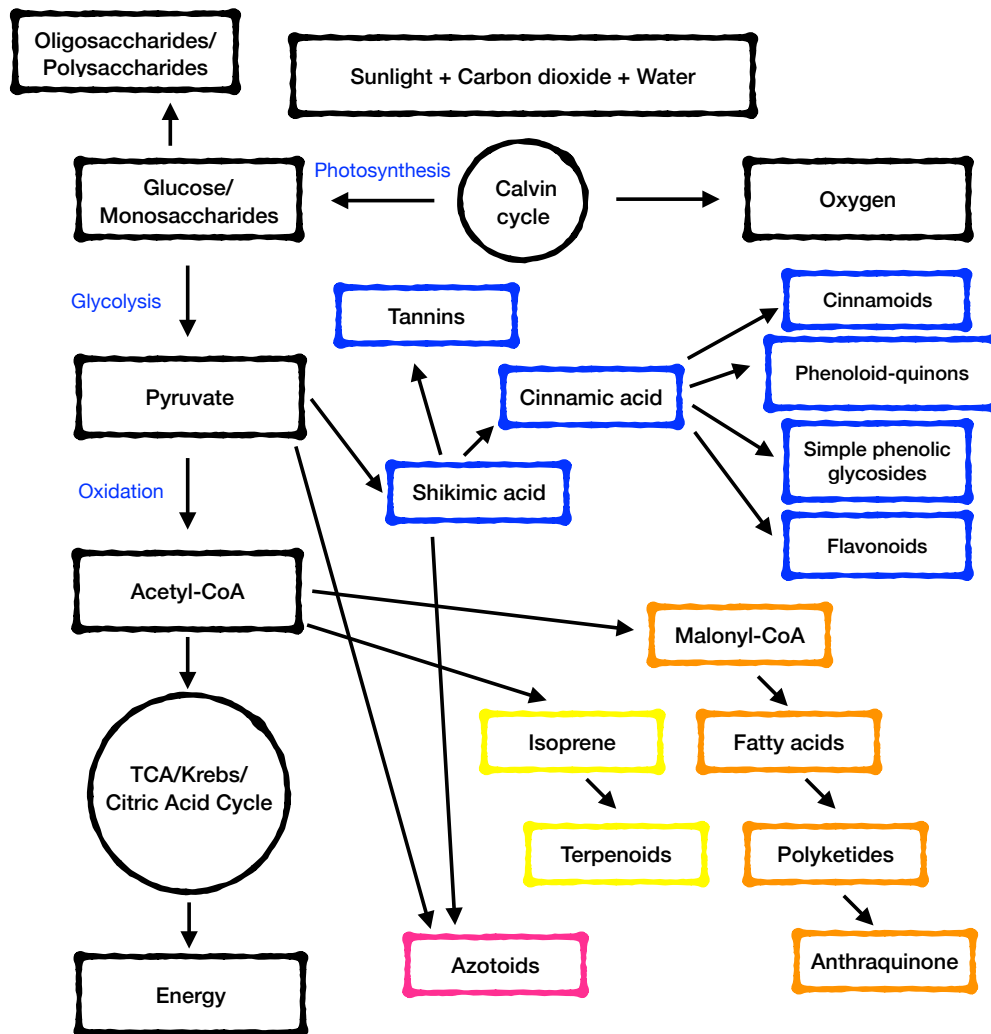 Oligosaccharides/
Polysaccharides
Sunlight + Carbon dioxide + Water
Photosynthesis
Glucose/
Monosaccharides
Calvin
cycle
Oxygen
Glycolysis
Tannins
Cinnamoids
Pyruvate
Cinnamic acid
Phenoloid-quinons
Simple phenolic
glycosides
Oxidation
Shikimic acid
Flavonoids
Acetyl-CoA
Malonyl-CoA
Isoprene
Fatty acids
TCA/Krebs/
Citric Acid Cycle
Terpenoids
Polyketides
Azotoids
Anthraquinone
Energy